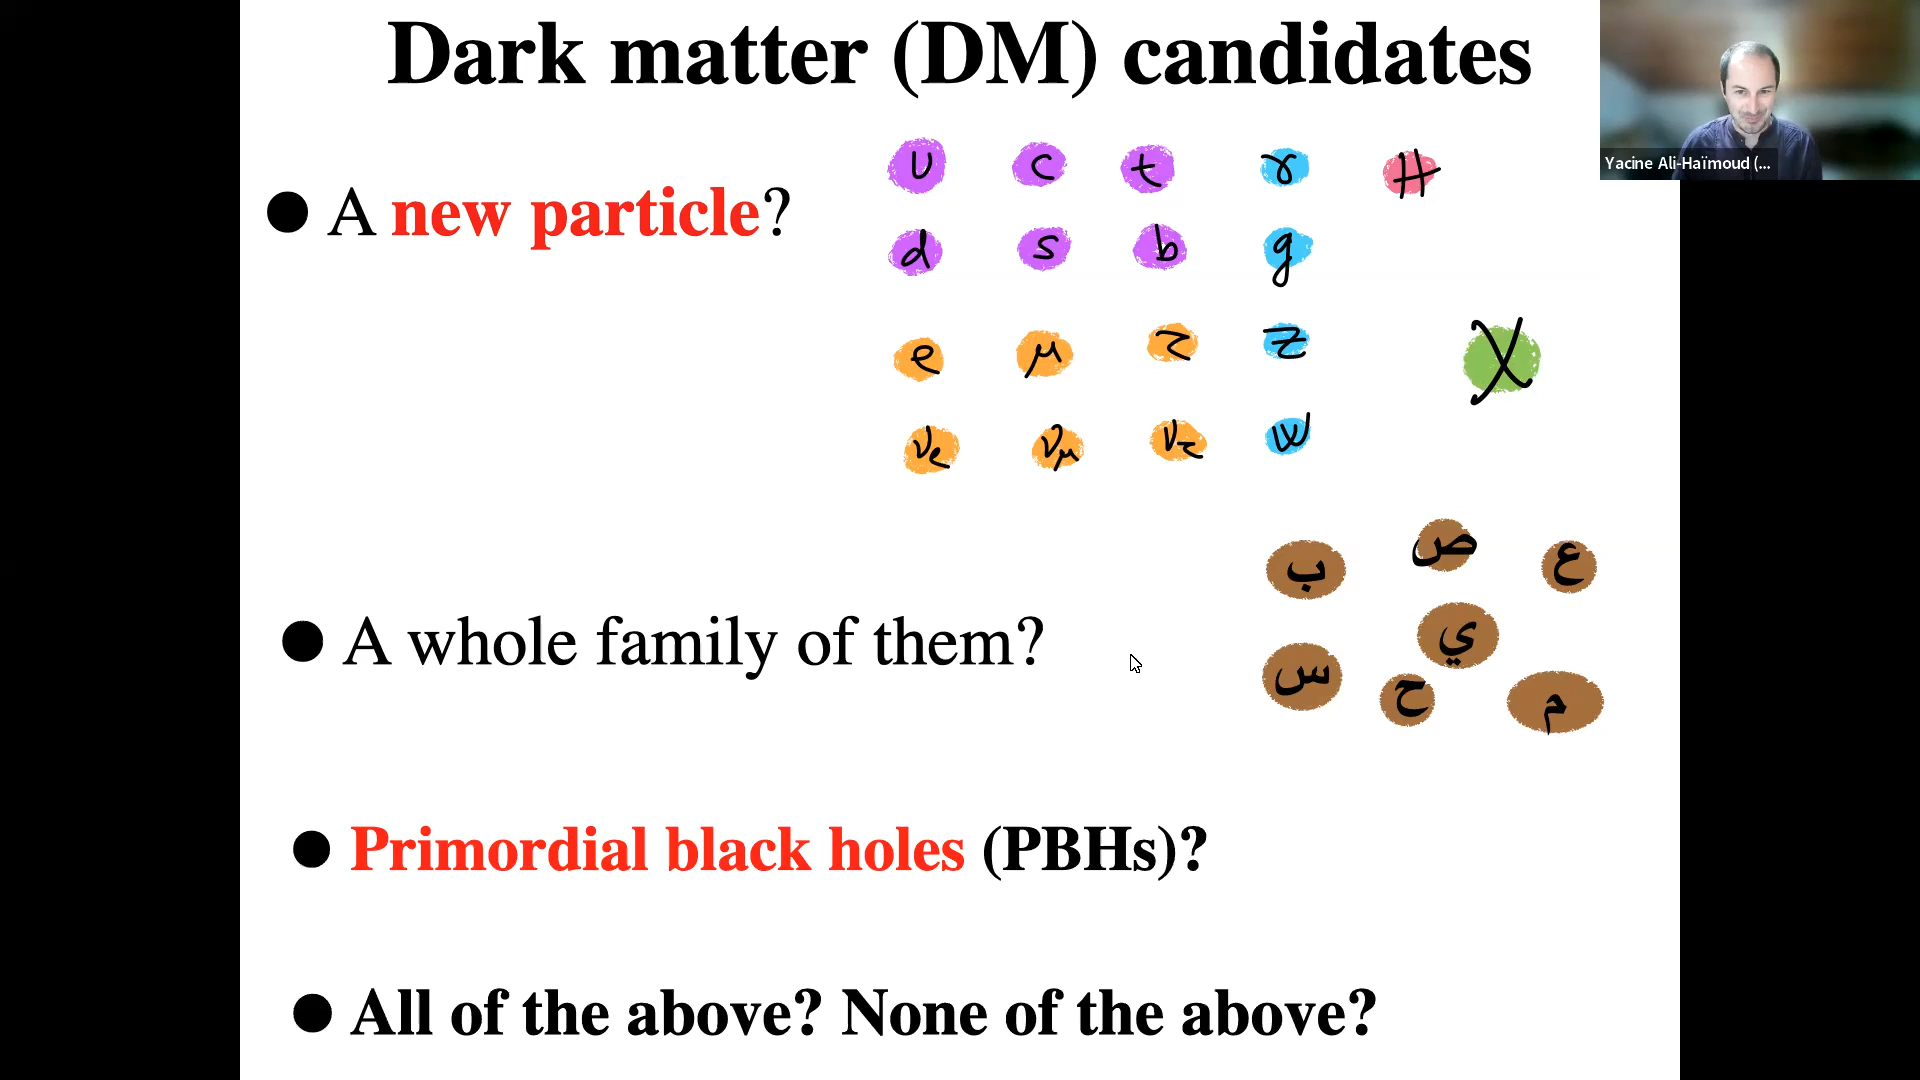 Dark matter (DM) candidates
Yacine Ali-Haïmoud (...
u c t γ H
● A new particle?
d s b g
e μ τ Z χ
νe νμ ντ W
ب ص ع
● A whole family of them?
ي
س ح م
● Primordial black holes (PBHs)?
● All of the above? None of the above?